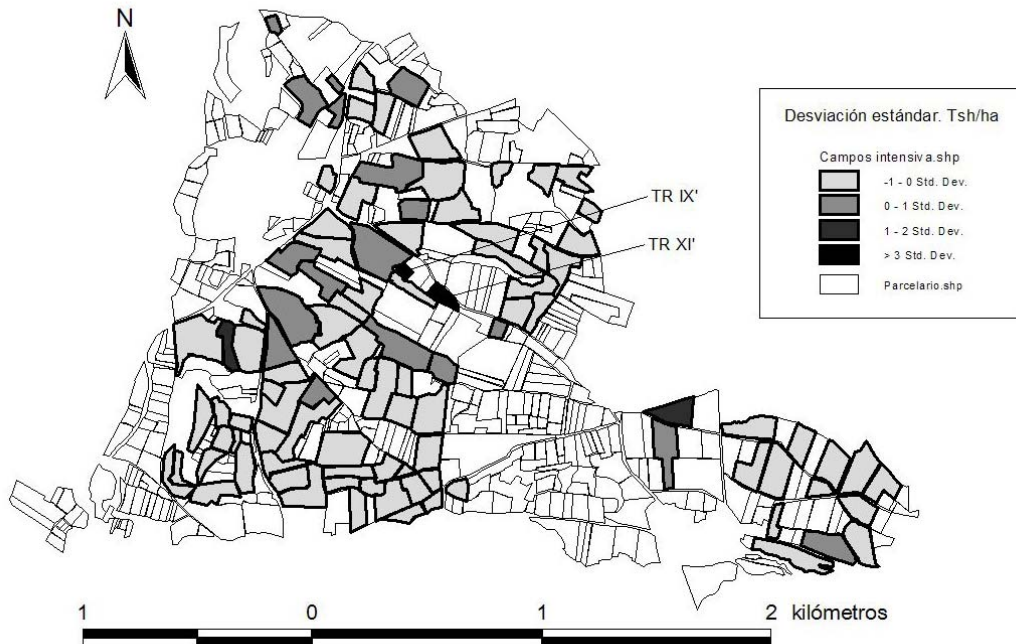 N
Desviación estándar. Tsh/ha
Campos intensiva.shp
-1 - 0 Std. Dev.
0 - 1 Std. Dev.
1 - 2 Std. Dev.
> 3 Std. Dev.
Parcelario.shp
TR IX'
TR XI'
1 0 1 2 kilómetros